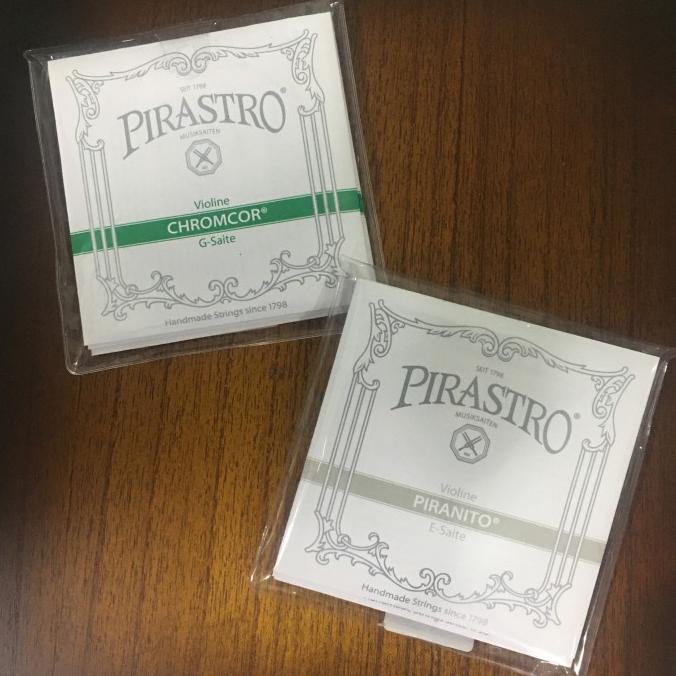 SEIT 1798
PIRASTRO®
MUSIKSAITEN
Violine
CHROMCOR®
G-Saite
Handmade Strings since 1798
SEIT 1798
PIRASTRO®
MUSIKSAITEN
Violine
PIRANITO®
E-Saite
Handmade Strings since 1798